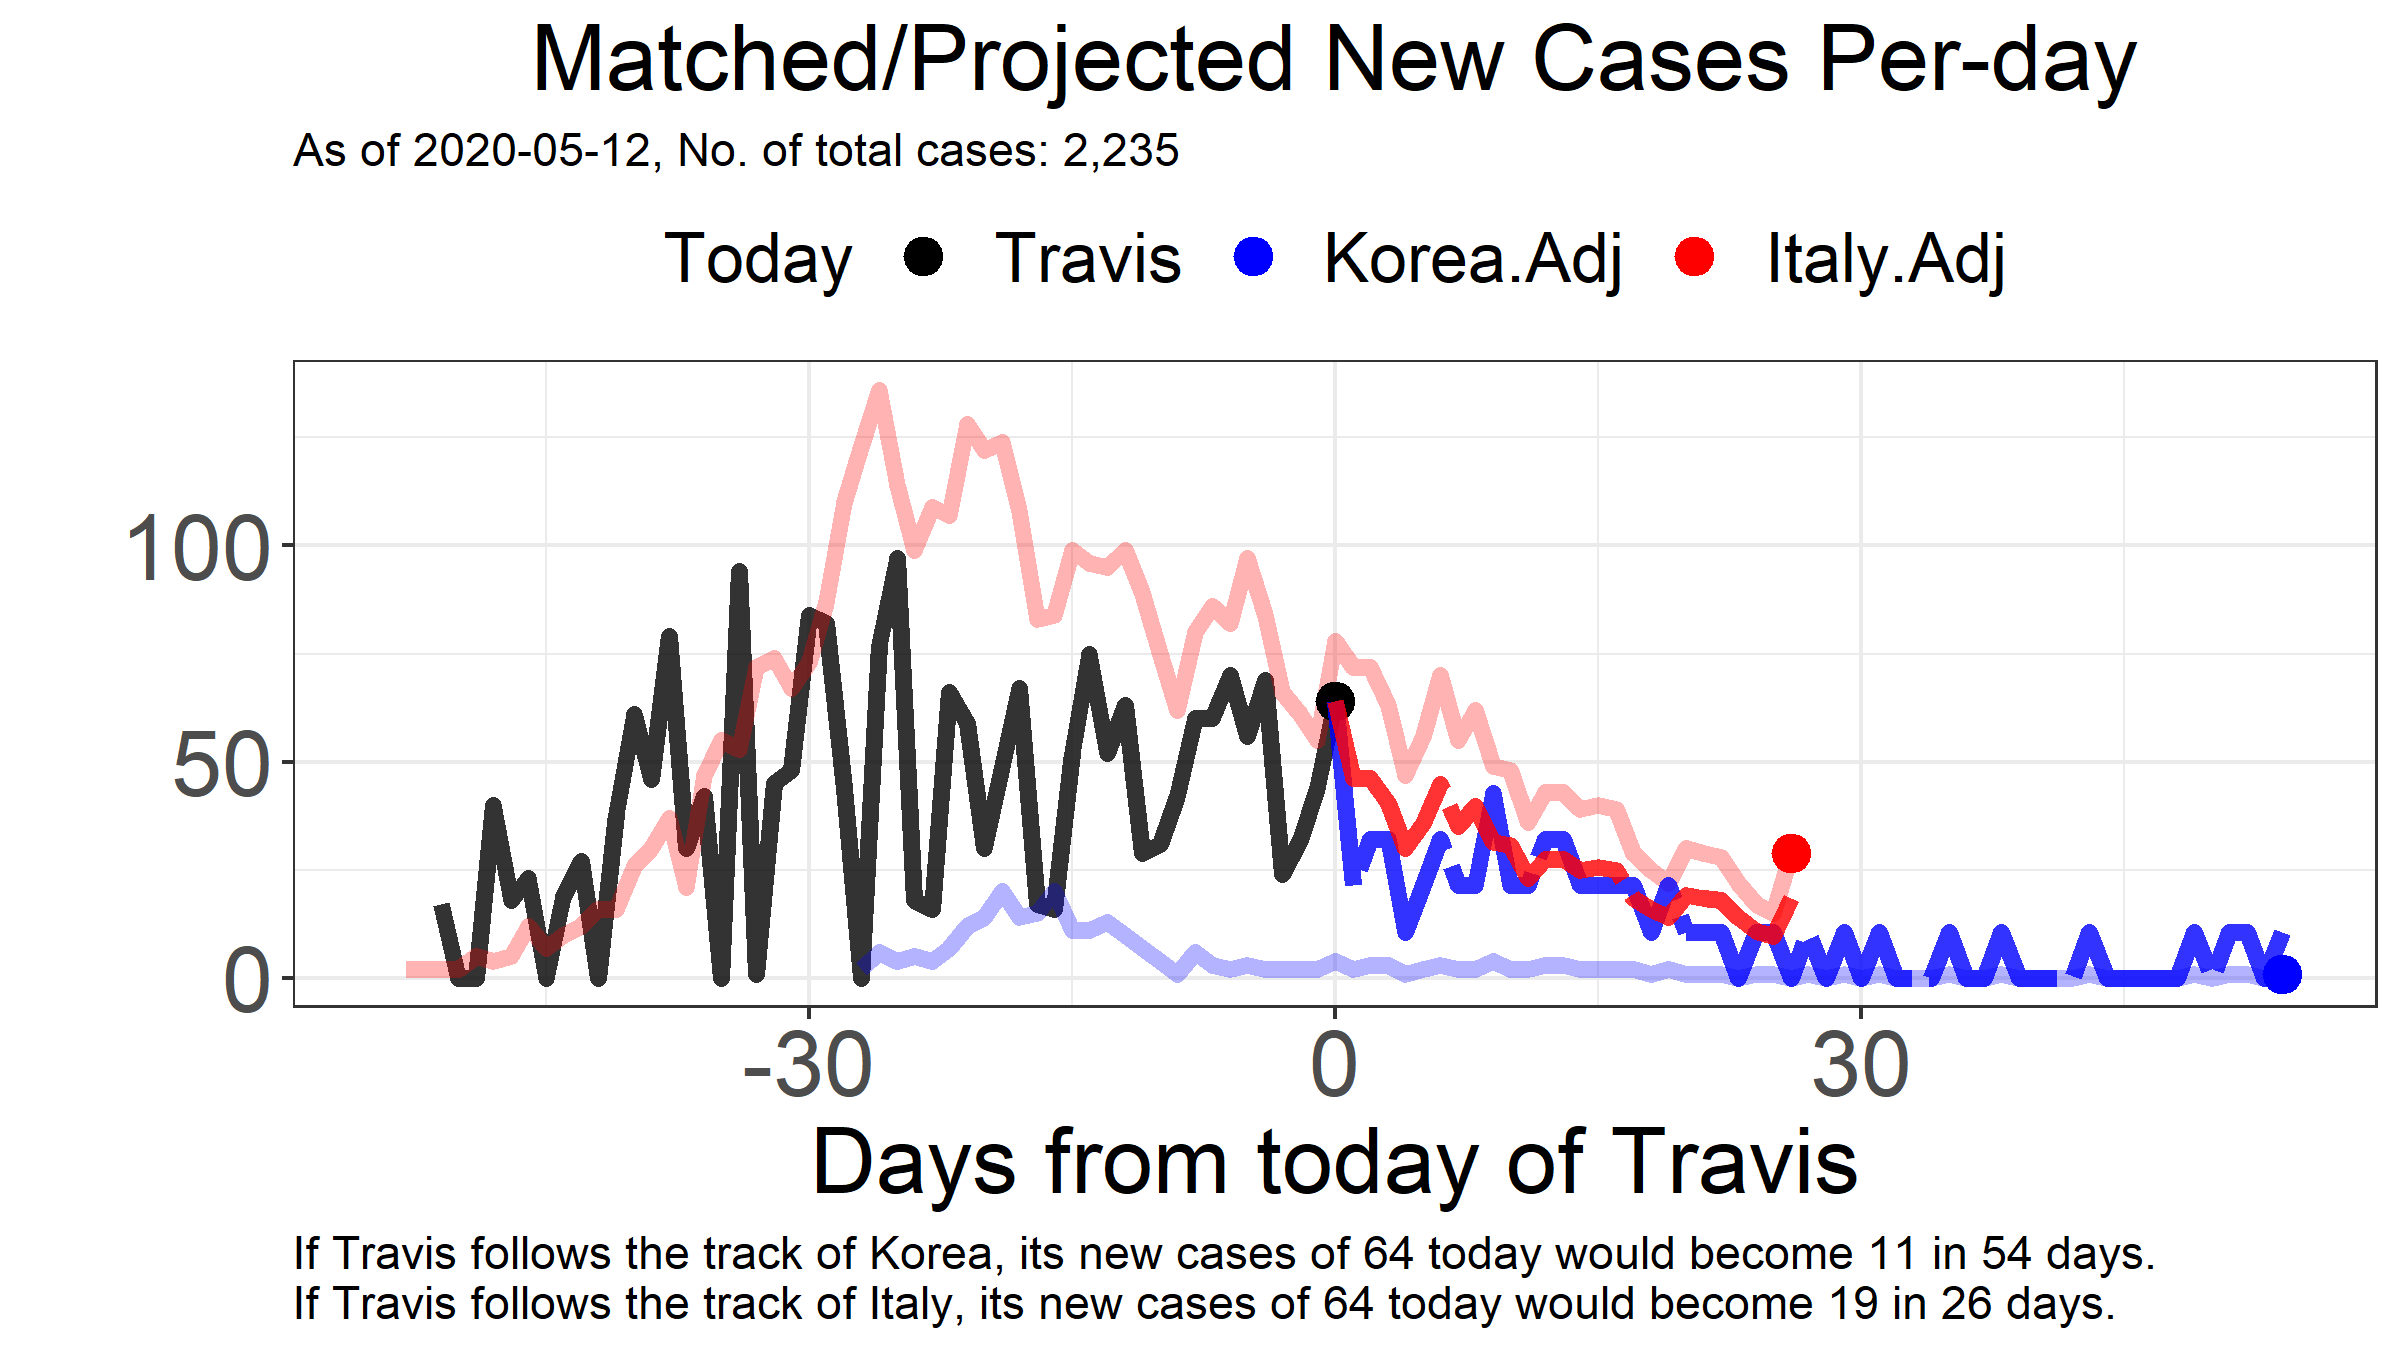 Matched/Projected New Cases Per-day
As of 2020-05-12, No. of total cases: 2,235
Today Travis Korea.Adj Italy.Adj
100
50
0
-30 0 30
Days from today of Travis
If Travis follows the track of Korea, its new cases of 64 today would become 11 in 54 days.
If Travis follows the track of Italy, its new cases of 64 today would become 19 in 26 days.